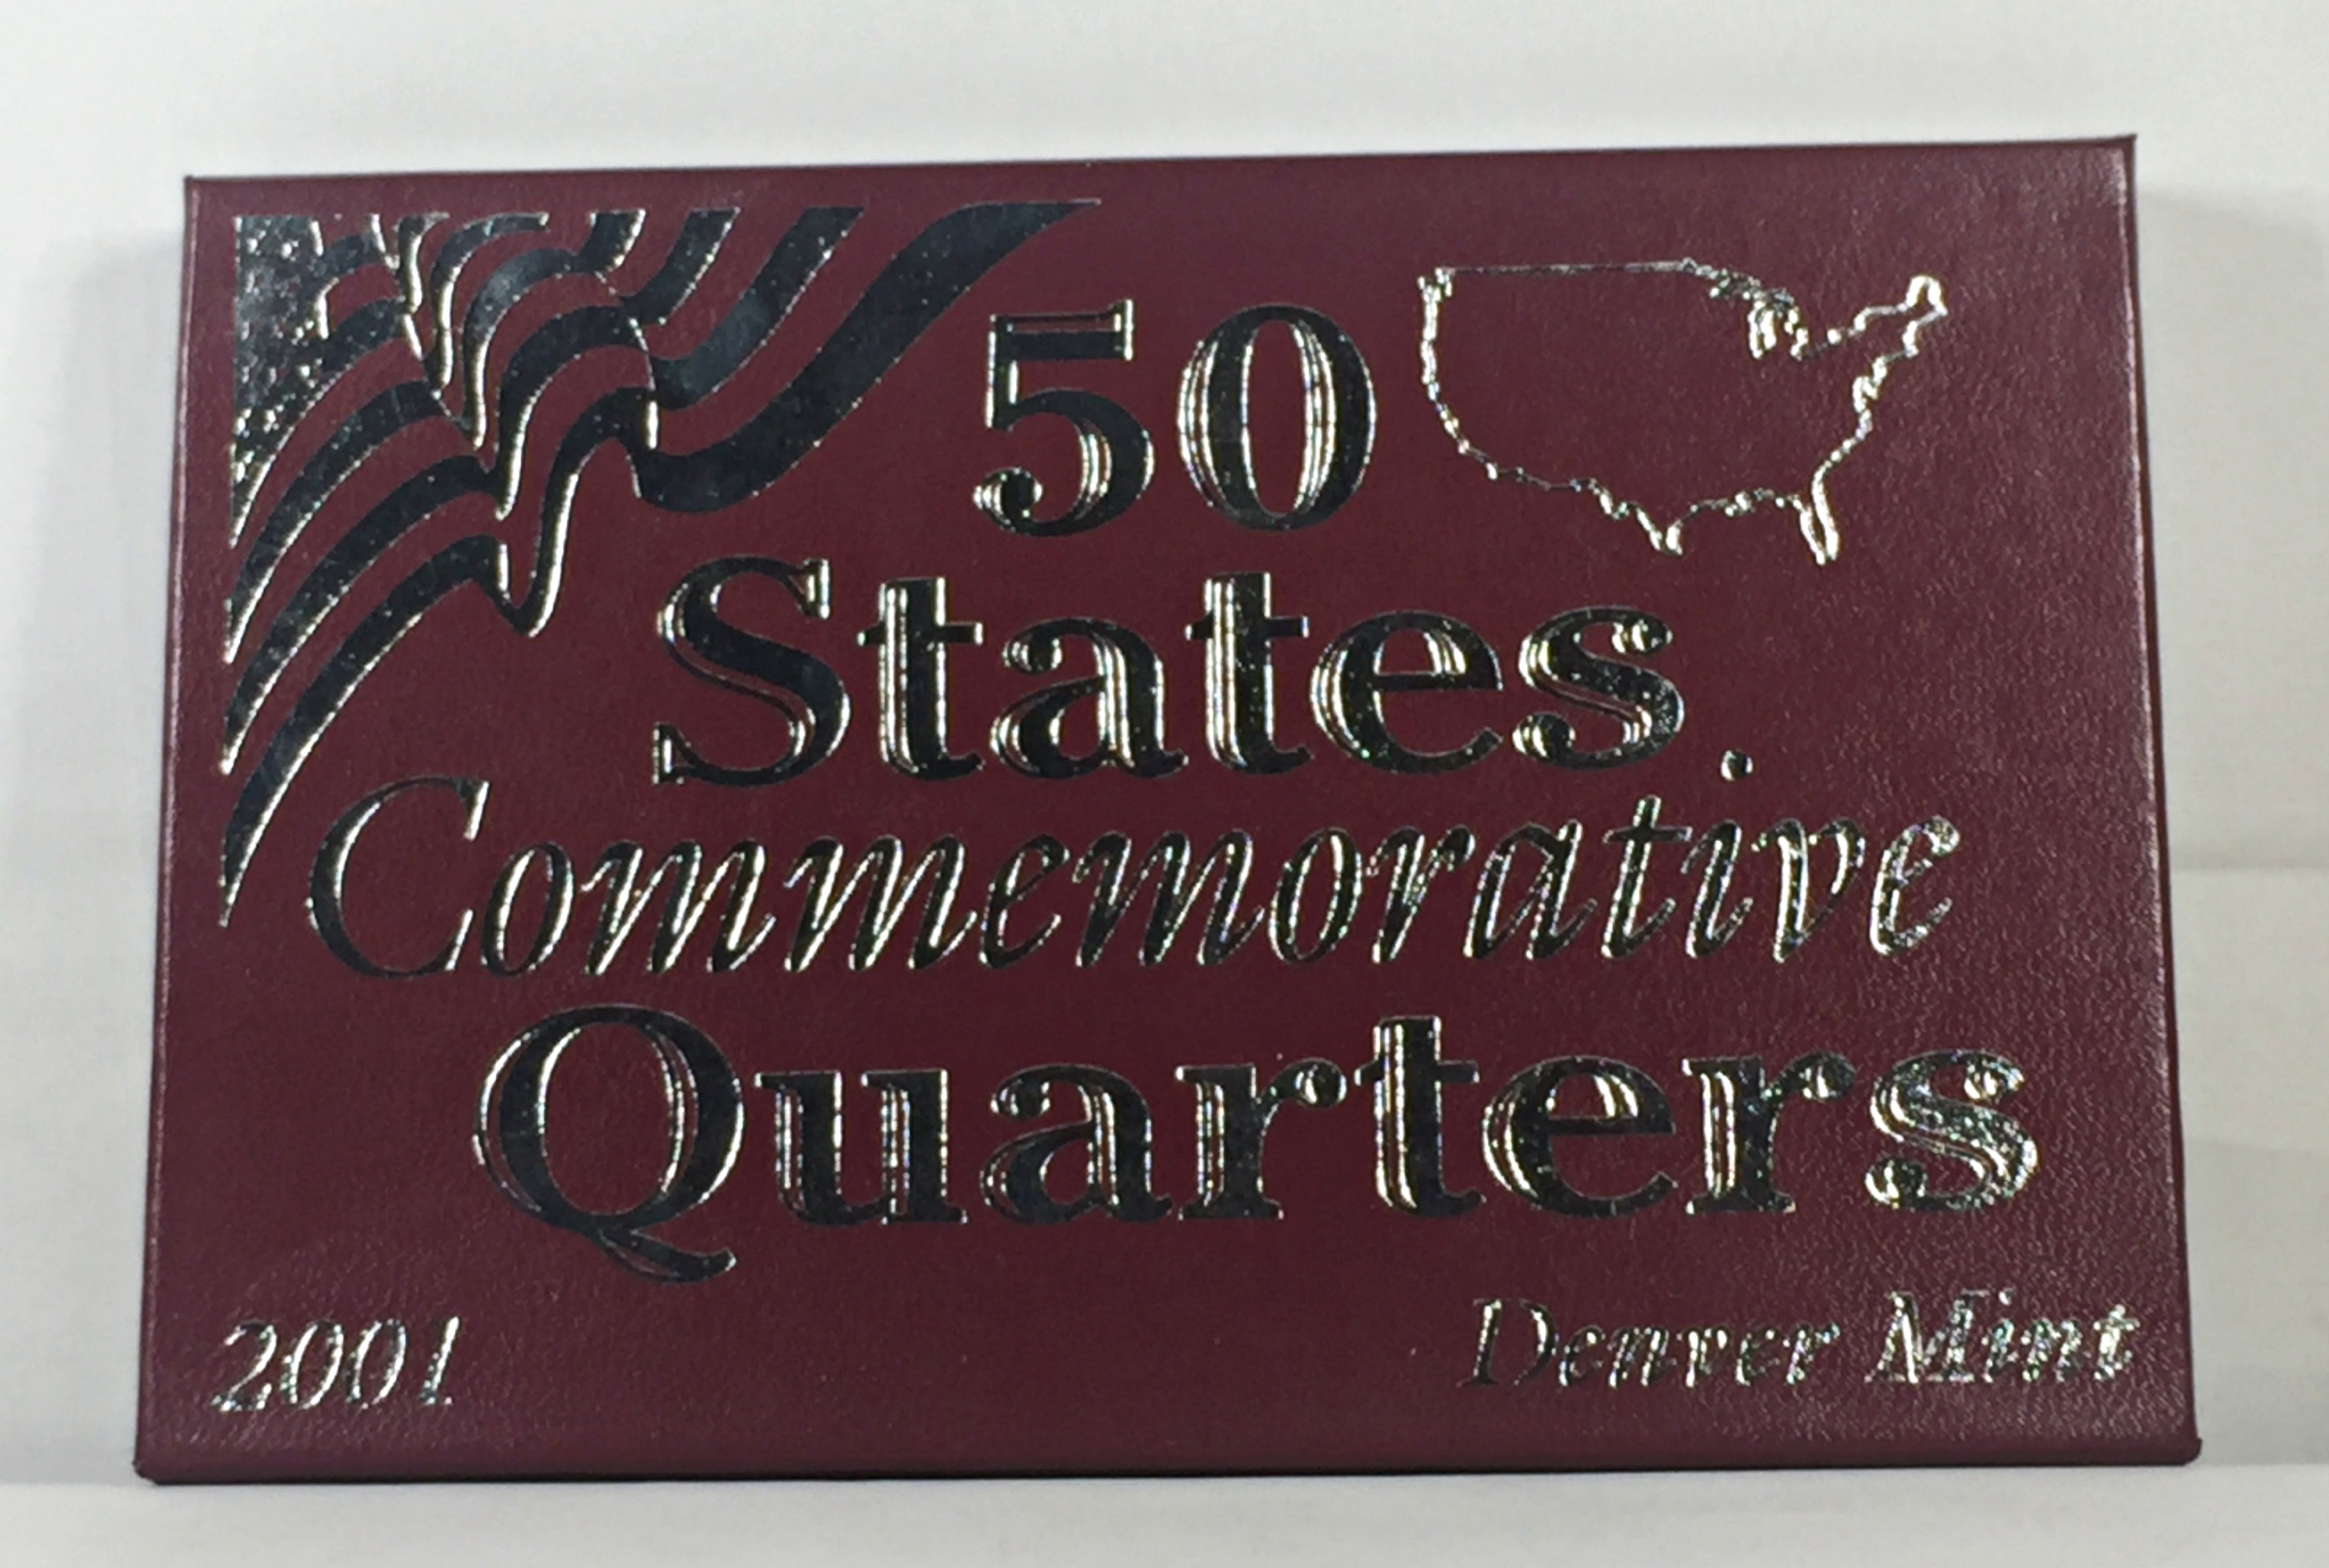 50
States
Commemorative
Quarters
2001
Denver Mint